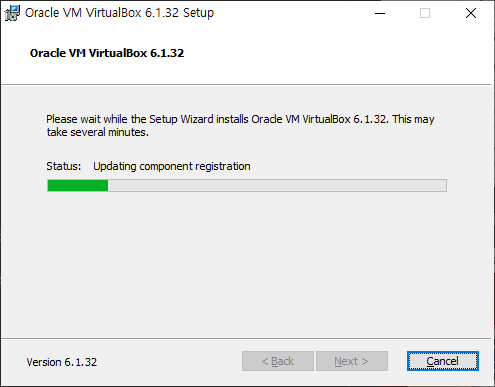 Oracle VM VirtualBox 6.1.32 Setup
Oracle VM VirtualBox 6.1.32
Please wait while the Setup Wizard installs Oracle VM VirtualBox 6.1.32. This may
take several minutes.
Status: Updating component registration
Version 6.1.32 < Back Next > Cancel